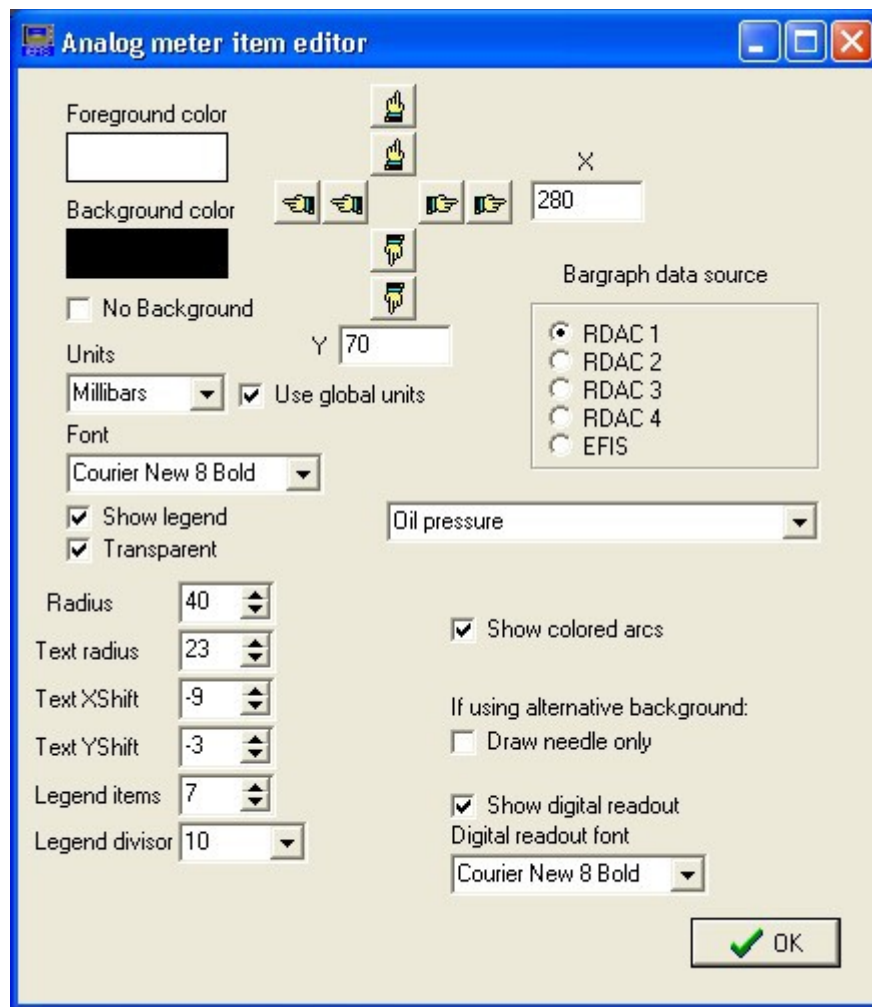 Analog meter item editor
Foreground color
X
280
Background color
Bargraph data source
No Background
Y 70
RDAC 1
RDAC 2
RDAC 3
RDAC 4
EFIS
Units
Millibars
Use global units
Font
Courier New 8 Bold
Show legend
Transparent
Oil pressure
Radius 40
Text radius 23
Text XShift -9
Text YShift -3
Legend items 7
Legend divisor 10
Show colored arcs
If using alternative background:
Draw needle only
Show digital readout
Digital readout font
Courier New 8 Bold
OK